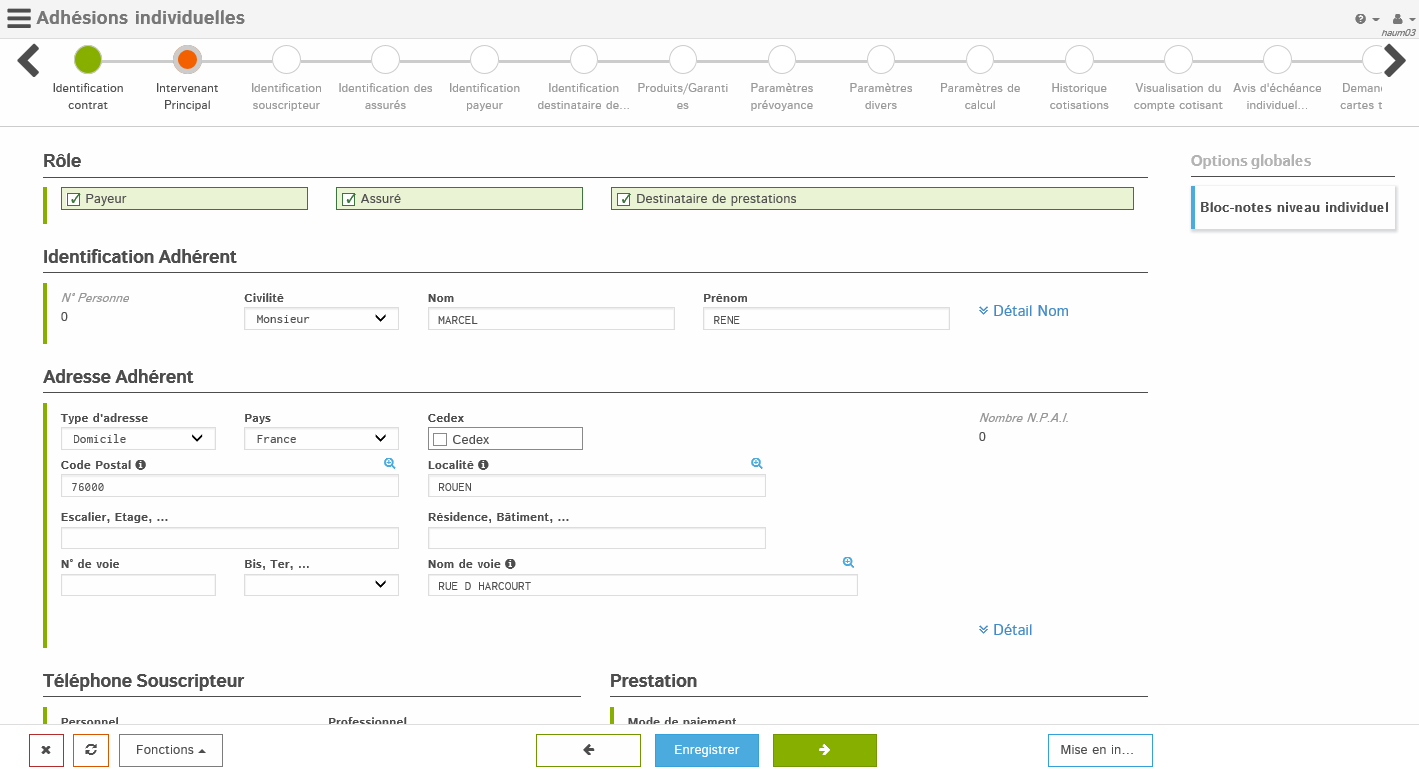 Adhésions individuelles
haum03
Identification contrat
Intervenant Principal
Identification souscripteur
Identification des assurés
Identification payeur
Identification destinataire de...
Produits/Garanties
Paramètres prévoyance
Paramètres divers
Paramètres de calcul
Historique cotisations
Visualisation du compte cotisant
Avis d'échéance individuel...
Deman
cartes t
Rôle
Options globales
Payeur
Assuré
Destinataire de prestations
Bloc-notes niveau individuel
Identification Adhérent
N° Personne
Civilité
Nom
Prénom
0
Monsieur
MARCEL
RENE
Détail Nom
Adresse Adhérent
Type d'adresse
Pays
Cedex
Nombre N.P.A.I.
Domicile
France
Cedex
0
Code Postal
Localité
76000
ROUEN
Escalier, Etage, ...
Résidence, Bâtiment, ...
N° de voie
Bis, Ter, ...
Nom de voie
RUE D HARCOURT
Détail
Téléphone Souscripteur
Prestation
Personnel
Professionnel
Mode de paiement
Fonctions
Enregistrer
Mise en in...